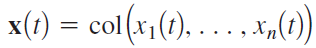 x(t) = col(x₁(t), . . . , xₙ(t))